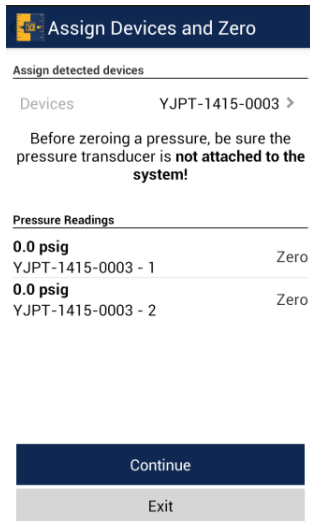 Assign Devices and Zero
Assign detected devices
Devices YJPT-1415-0003 >
Before zeroing a pressure, be sure the
pressure transducer is not attached to the
system!
Pressure Readings
0.0 psig
YJPT-1415-0003 - 1 Zero
0.0 psig
YJPT-1415-0003 - 2 Zero
Continue
Exit